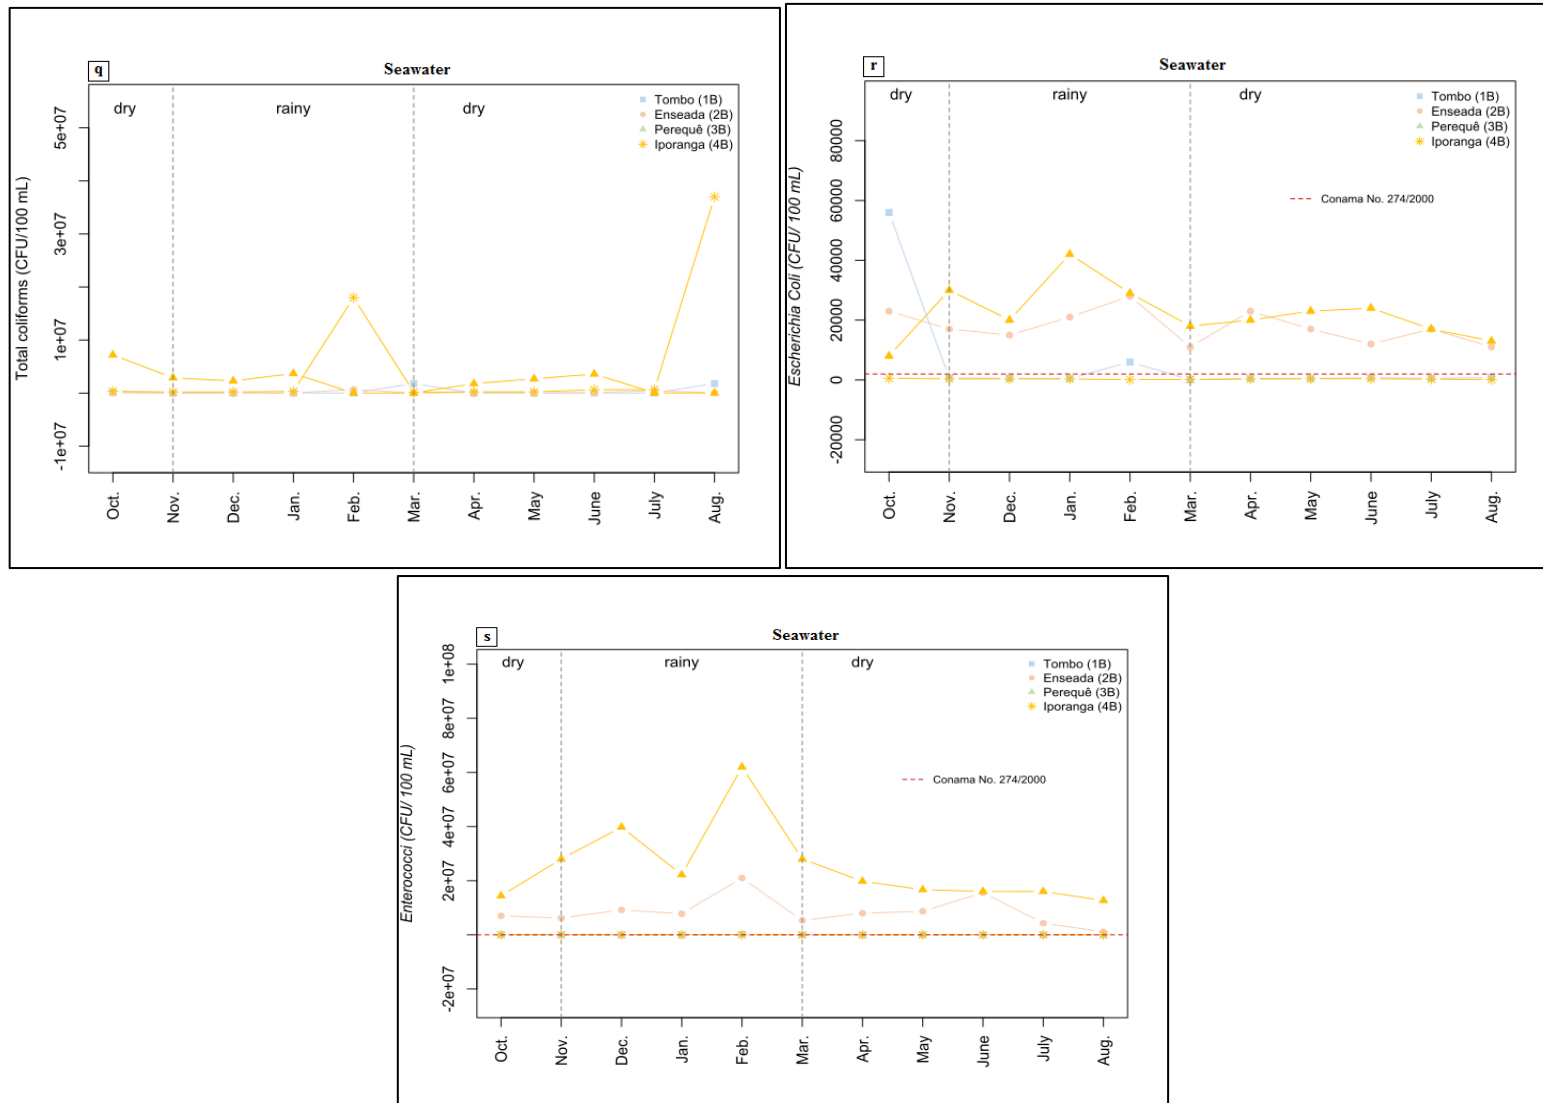 q
Seawater
dry
rainy
dry
Tombo (1B)
Enseada (2B)
Perequê (3B)
Iporanga (4B)
Total coliforms (CFU/100 mL)
5e+07
3e+07
1e+07
-1e+07
Oct.
Nov.
Dec.
Jan.
Feb.
Mar.
Apr.
May
June
July
Aug.
r
Seawater
dry
rainy
dry
Tombo (1B)
Enseada (2B)
Perequê (3B)
Iporanga (4B)
Conama No. 274/2000
Escherichia Coli (CFU/ 100 mL)
80000
60000
40000
20000
0
-20000
Oct.
Nov.
Dec.
Jan.
Feb.
Mar.
Apr.
May
June
July
Aug.
s
Seawater
dry
rainy
dry
Tombo (1B)
Enseada (2B)
Perequê (3B)
Iporanga (4B)
Conama No. 274/2000
Enterococci (CFU/ 100 mL)
1e+08
8e+07
6e+07
4e+07
2e+07
-2e+07
Oct.
Nov.
Dec.
Jan.
Feb.
Mar.
Apr.
May
June
July
Aug.